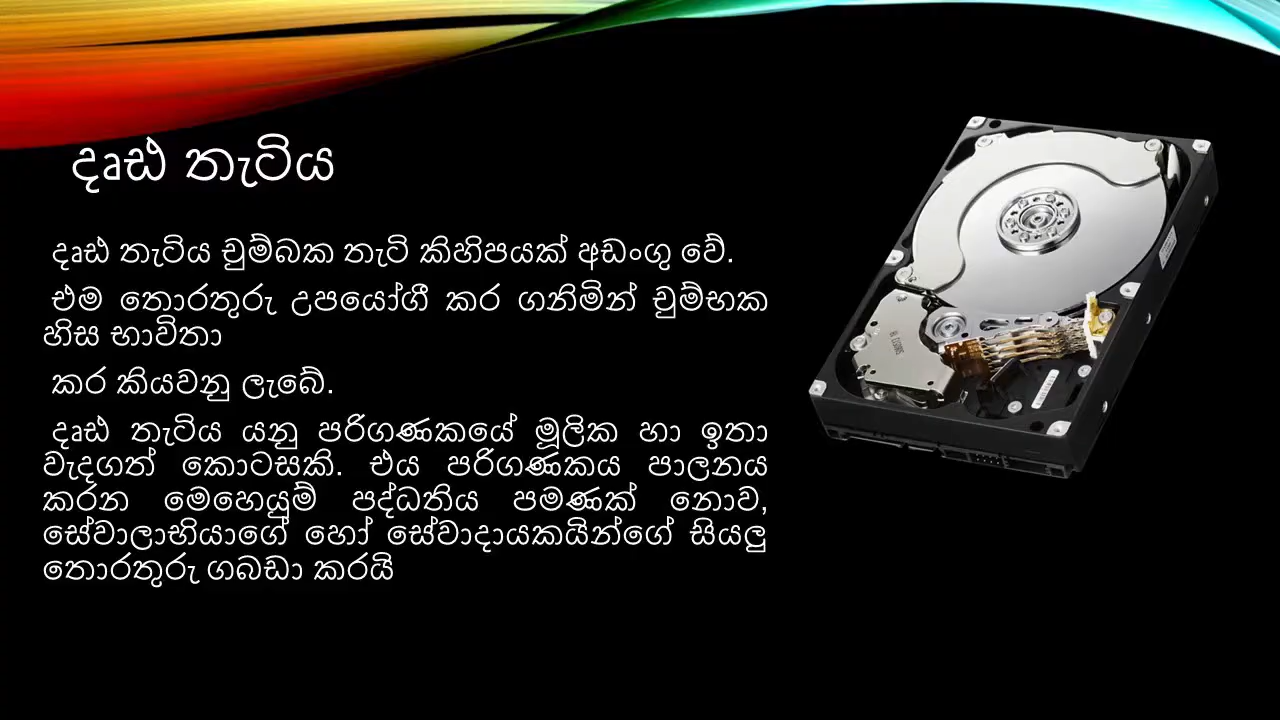 දෘඪ තැටිය
දෘඪ තැටිය චුම්බක තැටි කිහිපයක් අඩංගු වේ.
එම තොරතුරු උපයෝගී කර ගනිමින් චුම්භක
හිස භාවිතා
කර කියවනු ලැබේ.
දෘඪ තැටිය යනු පරිගණකයේ මූලික හා ඉතා
වැදගත් කොටසකි. එය පරිගණකය පාලනය
කරන මෙහෙයුම් පද්ධතිය පමණක් නොව,
සේවාලාභියාගේ හෝ සේවාදායකයින්ගේ සියලු
තොරතුරු ගබඩා කරයි